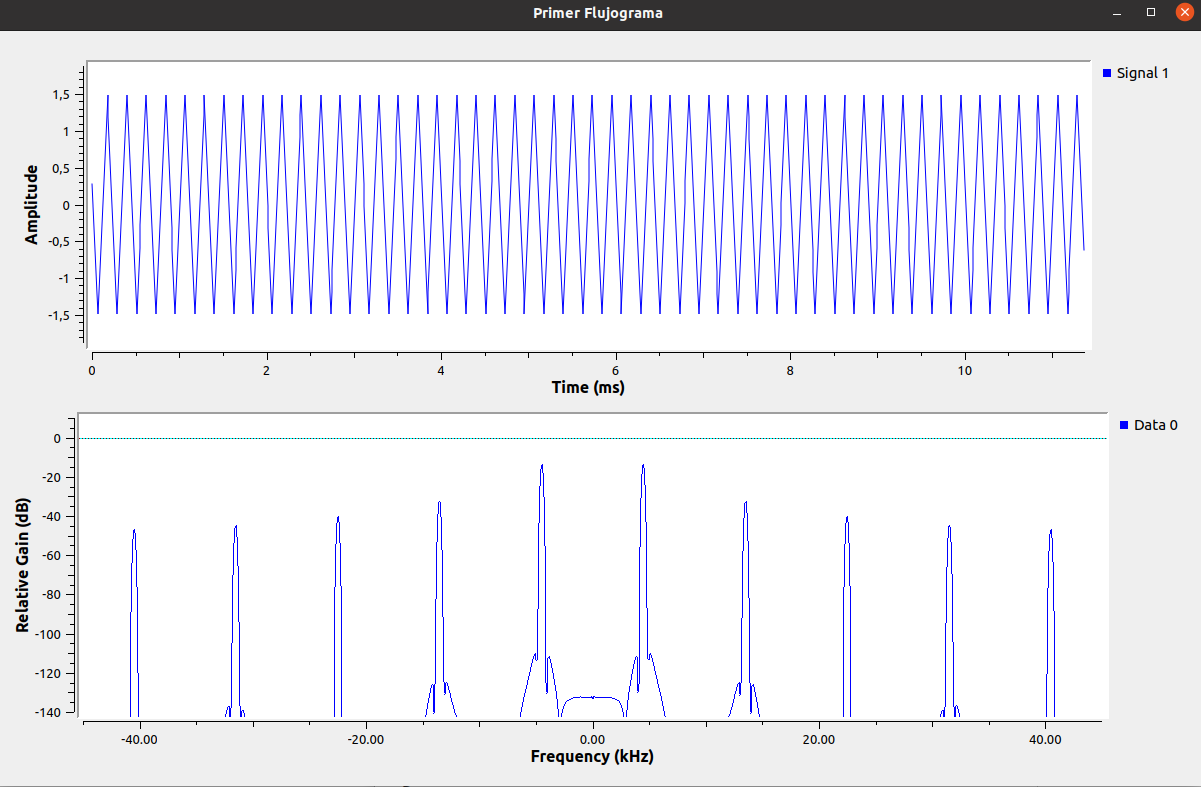 Primer Flujograma
Signal 1
Amplitude
1,5
1
0,5
0
-0,5
-1
-1,5
0 2 4 6 8 10
Time (ms)
Data 0
Relative Gain (dB)
0
-20
-40
-60
-80
-100
-120
-140
-40.00 -20.00 0.00 20.00 40.00
Frequency (kHz)